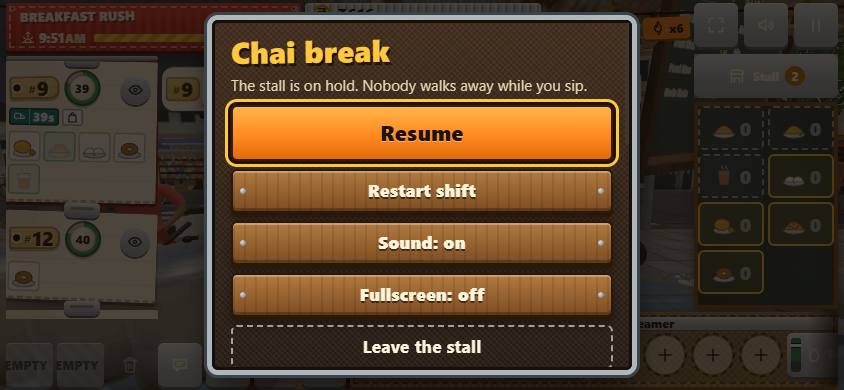 BREAKFAST RUSH
9:51AM
x6
Stall 2
#9 39
#9
39s
#12 40
Chai break
The stall is on hold. Nobody walks away while you sip.
Resume
Restart shift
Sound: on
Fullscreen: off
Leave the stall
0 0
0 0
0 0
0
EMPTY EMPTY